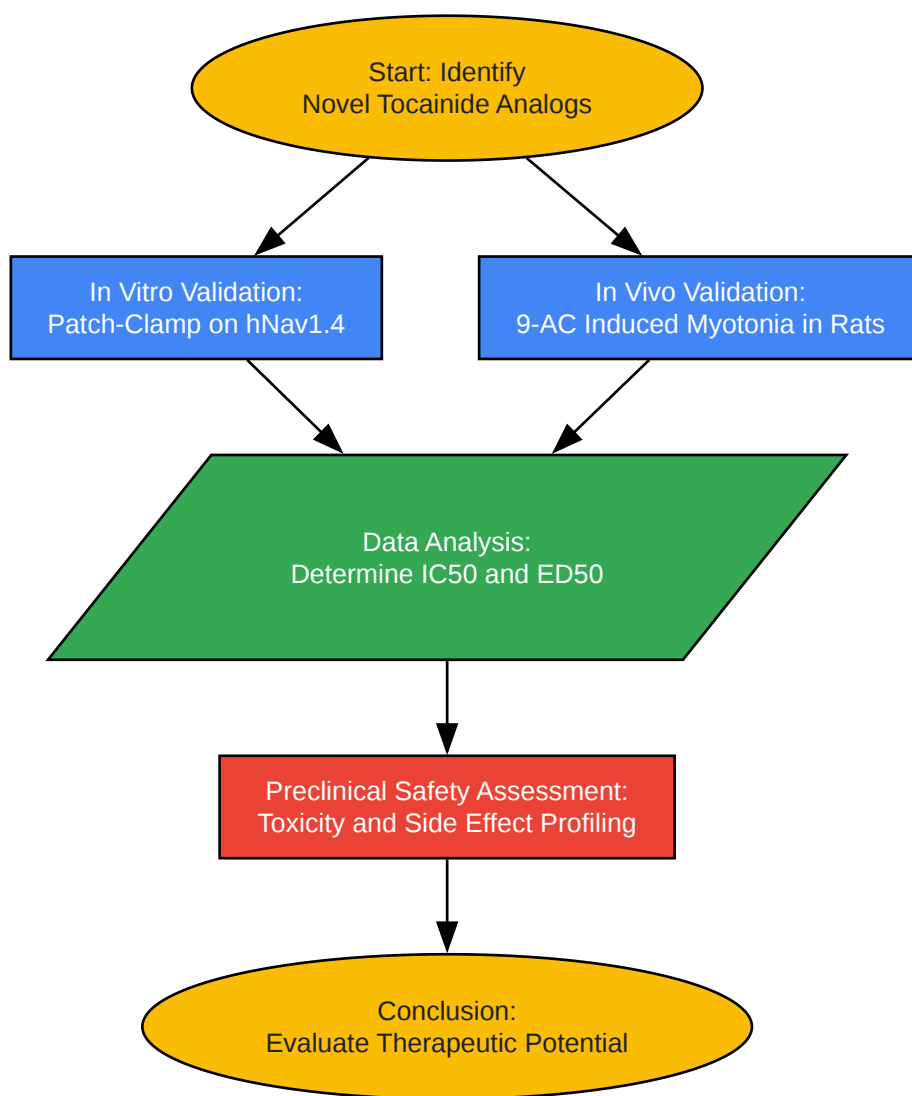 Start: Identify
Novel Tocainide Analogs
In Vitro Validation:
Patch-Clamp on hNav1.4
In Vivo Validation:
9-AC Induced Myotonia in Rats
Data Analysis:
Determine IC50 and ED50
Preclinical Safety Assessment:
Toxicity and Side Effect Profiling
Conclusion:
Evaluate Therapeutic Potential